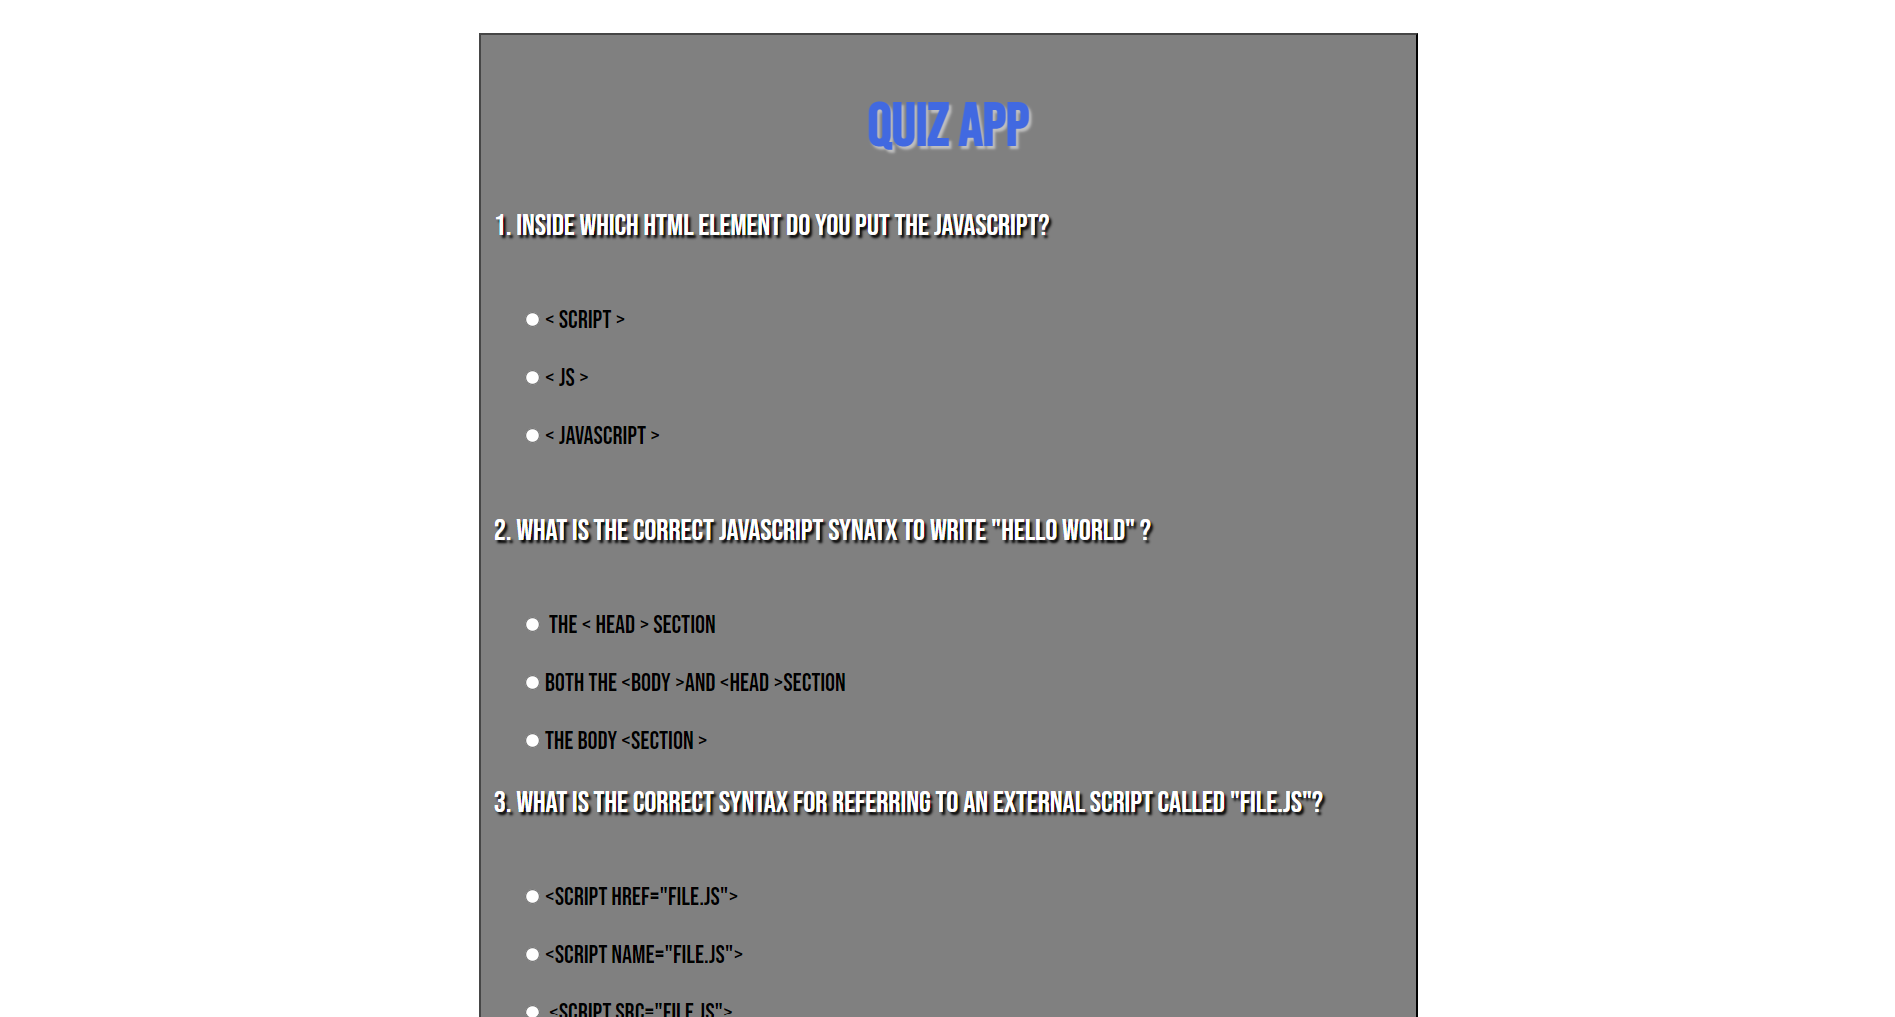 QUIZ APP
1. INSIDE WHICH HTML ELEMENT DO YOU PUT THE JAVASCRIPT?
< SCRIPT >
< JS >
< JAVASCRIPT >
2. WHAT IS THE CORRECT JAVASCRIPT SYNATX TO WRITE "HELLO WORLD" ?
THE < HEAD > SECTION
BOTH THE <BODY >AND <HEAD >SECTION
THE BODY <SECTION >
3. WHAT IS THE CORRECT SYNTAX FOR REFERRING TO AN EXTERNAL SCRIPT CALLED "FILE.JS"?
<SCRIPT HREF="FILE.JS">
<SCRIPT NAME="FILE.JS">
<SCRIPT SRC="FILE.JS">